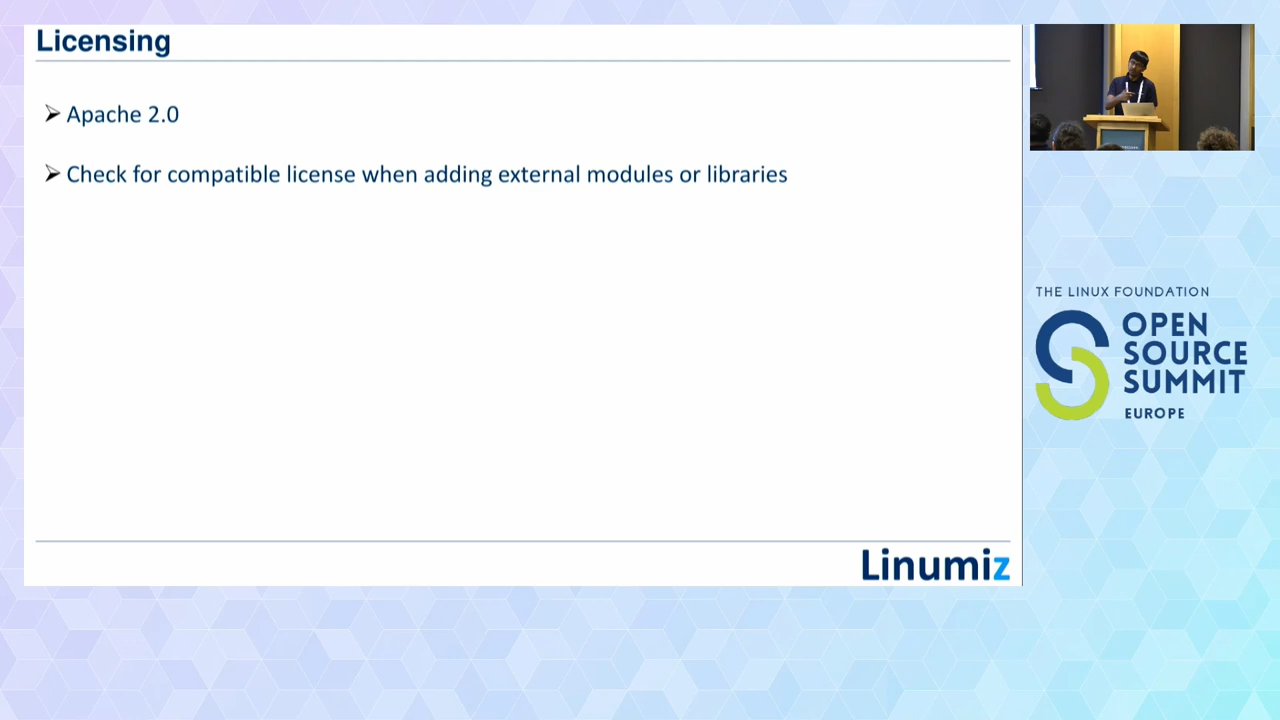 Licensing
Apache 2.0
Check for compatible license when adding external modules or libraries
Linumiz
THE LINUX FOUNDATION
OPEN
SOURCE
SUMMIT
EUROPE